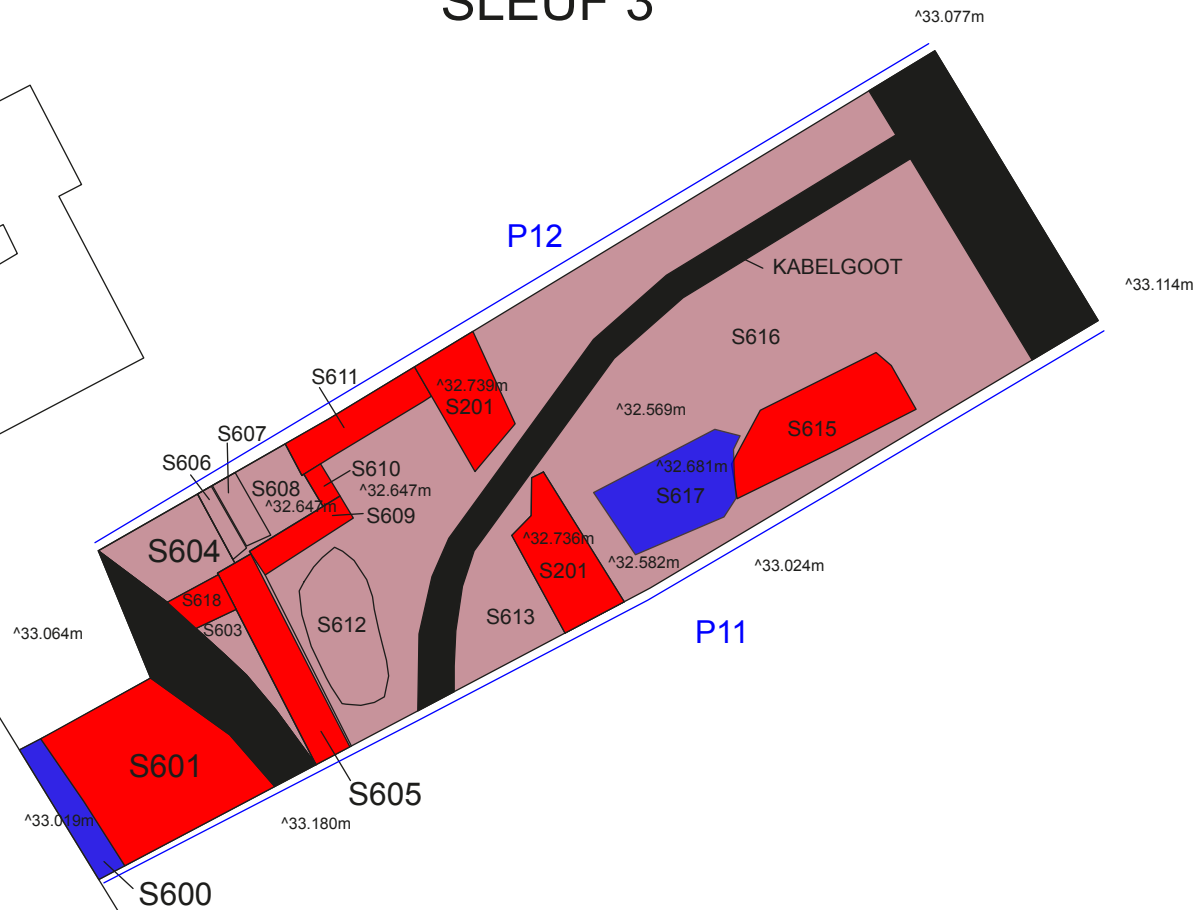 SLEUF 3
^33.077m
P12
KABELGOOT
^33.114m
S616
S611
^32.739m
S201
^32.569m
S615
S607
S606
S610
^32.681m
S608
^32.647m
S617
^32.647m
S609
^32.736m
S604
^32.582m
^33.024m
S201
S618
S613
S612
S603
^33.064m
P11
S601
S605
^33.019m
^33.180m
S600